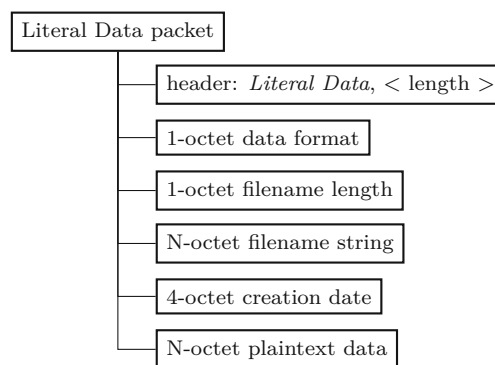 Literal Data packet
header: Literal Data, < length >
1-octet data format
1-octet filename length
N-octet filename string
4-octet creation date
N-octet plaintext data